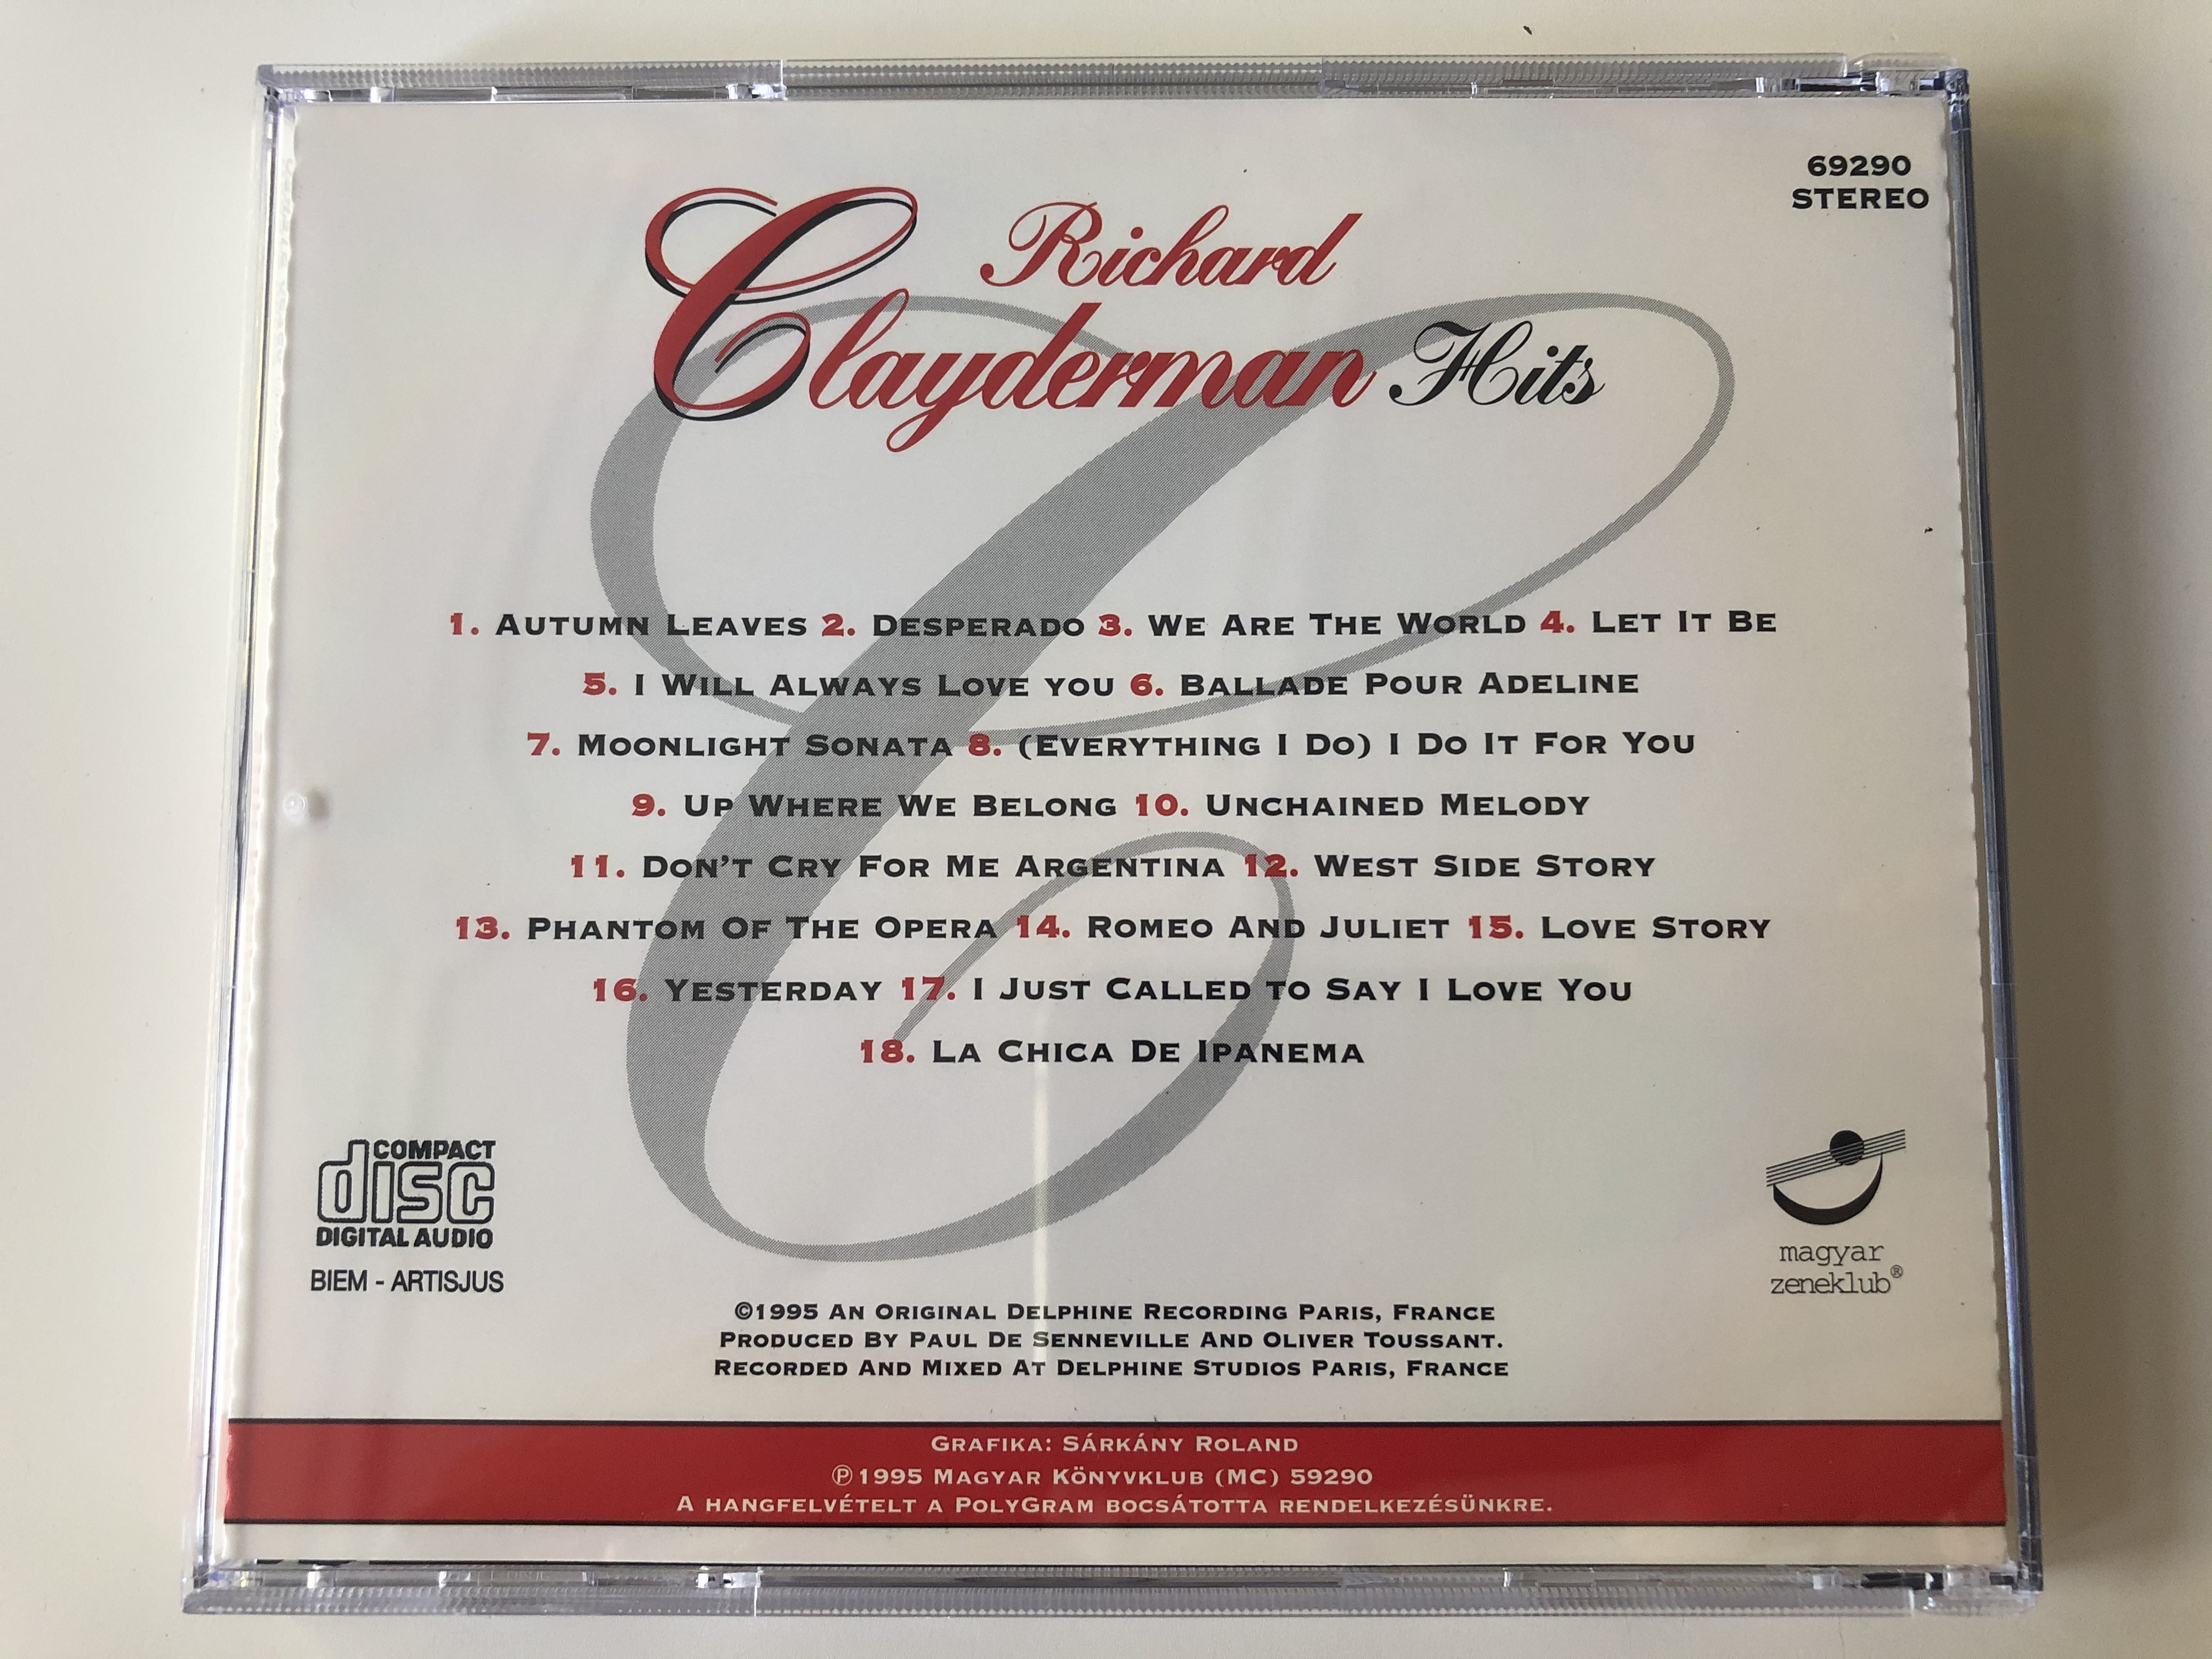 69290
STEREO
Richard
Clayderman Hits
1. Autumn Leaves 2. Desperado 3. We Are The World 4. Let It Be
5. I Will Always Love you 6. Ballade Pour Adeline
7. Moonlight Sonata 8. (Everything I Do) I Do It For You
9. Up Where We Belong 10. Unchained Melody
11. Don't Cry For Me Argentina 12. West Side Story
13. Phantom Of The Opera 14. Romeo And Juliet 15. Love Story
16. Yesterday 17. I Just Called to Say I Love You
18. La Chica De Ipanema
COMPACT
disc
DIGITAL AUDIO
BIEM - ARTISJUS
magyar
zeneklub®
©1995 An Original Delphine Recording Paris, France
Produced By Paul De Senneville And Oliver Toussant.
Recorded And Mixed At Delphine Studios Paris, France
Grafika: Sárkány Roland
℗1995 Magyar Könyvklub (MC) 59290
A hangfelvételt a PolyGram bocsátotta rendelkezésünkre.